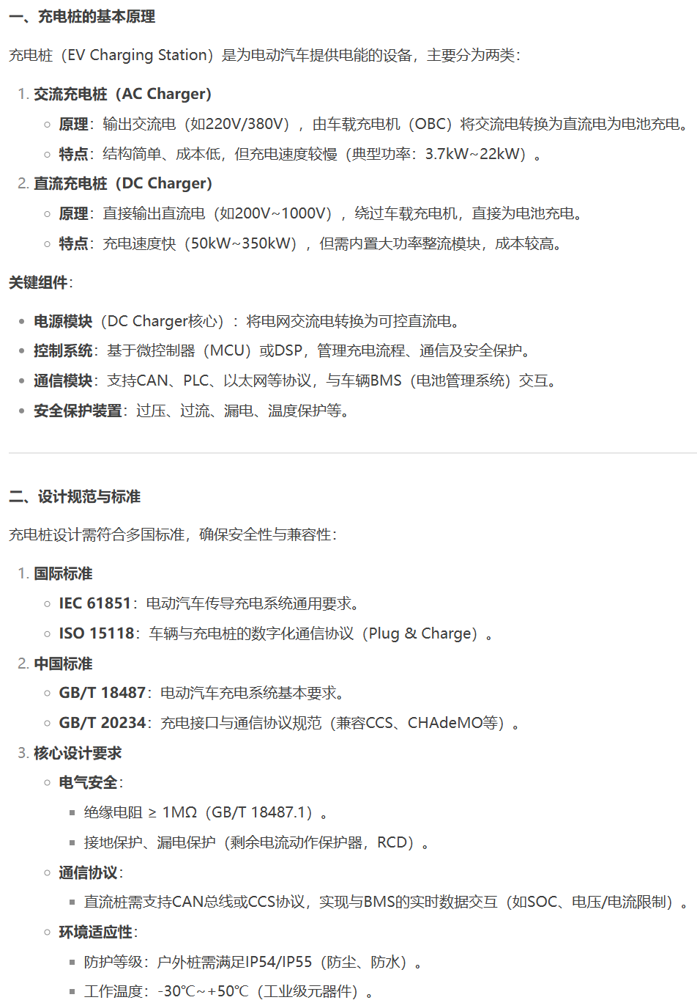 一、充电桩的基本原理
充电桩（EV Charging Station）是为电动汽车提供电能的设备，主要分为两类：
1. 交流充电桩（AC Charger）
原理：输出交流电（如220V/380V），由车载充电机（OBC）将交流电转换为直流电为电池充电。
特点：结构简单、成本低，但充电速度较慢（典型功率：3.7kW~22kW）。
2. 直流充电桩（DC Charger）
原理：直接输出直流电（如200V~1000V），绕过车载充电机，直接为电池充电。
特点：充电速度快（50kW~350kW），但需内置大功率整流模块，成本较高。
关键组件：
电源模块（DC Charger核心）：将电网交流电转换为可控直流电。
控制系统：基于微控制器（MCU）或DSP，管理充电流程、通信及安全保护。
通信模块：支持CAN、PLC、以太网等协议，与车辆BMS（电池管理系统）交互。
安全保护装置：过压、过流、漏电、温度保护等。
二、设计规范与标准
充电桩设计需符合多国标准，确保安全性与兼容性：
1. 国际标准
IEC 61851：电动汽车传导充电系统通用要求。
ISO 15118：车辆与充电桩的数字化通信协议（Plug & Charge）。
2. 中国标准
GB/T 18487：电动汽车充电系统基本要求。
GB/T 20234：充电接口与通信协议规范（兼容CCS、CHAdeMO等）。
3. 核心设计要求
电气安全：
绝缘电阻 ≥ 1MΩ（GB/T 18487.1）。
接地保护、漏电保护（剩余电流动作保护器，RCD）。
通信协议：
直流桩需支持CAN总线或CCS协议，实现与BMS的实时数据交互（如SOC、电压/电流限制）。
环境适应性：
防护等级：户外桩需满足IP54/IP55（防尘、防水）。
工作温度：-30℃~+50℃（工业级元器件）。